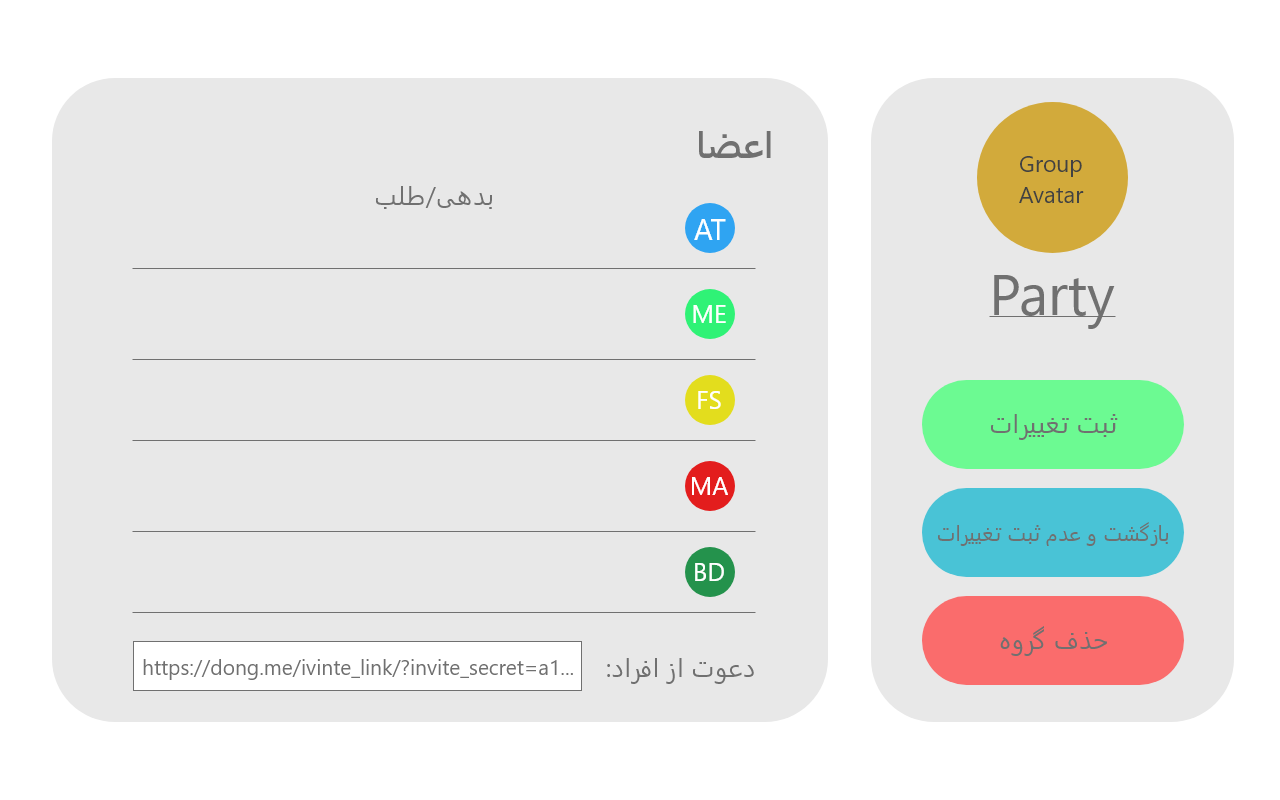 Group
Avatar
Party
ثبت تغییرات
بازگشت و عدم ثبت تغییرات
حذف گروه
اعضا
بدهی/طلب
AT
ME
FS
MA
BD
دعوت از افراد:
https://dong.me/ivinte_link/?invite_secret=a1...